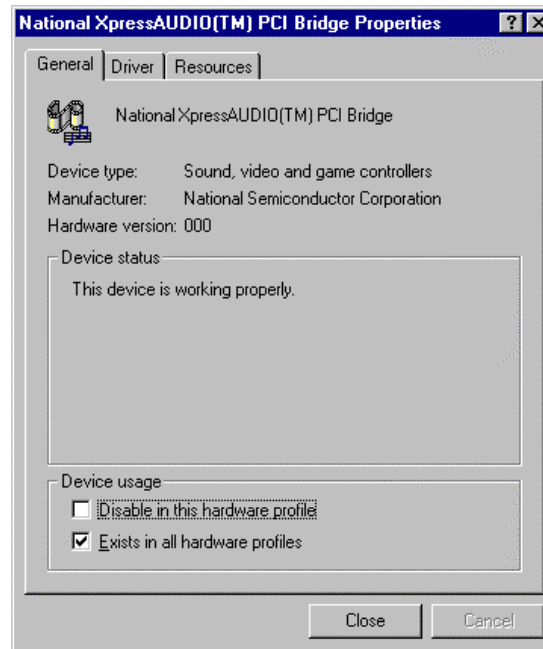 National XpressAUDIO(TM) PCI Bridge Properties
General Driver Resources
National XpressAUDIO(TM) PCI Bridge
Device type: Sound, video and game controllers
Manufacturer: National Semiconductor Corporation
Hardware version: 000
Device status
This device is working properly.
Device usage
Disable in this hardware profile
Exists in all hardware profiles
Close Cancel